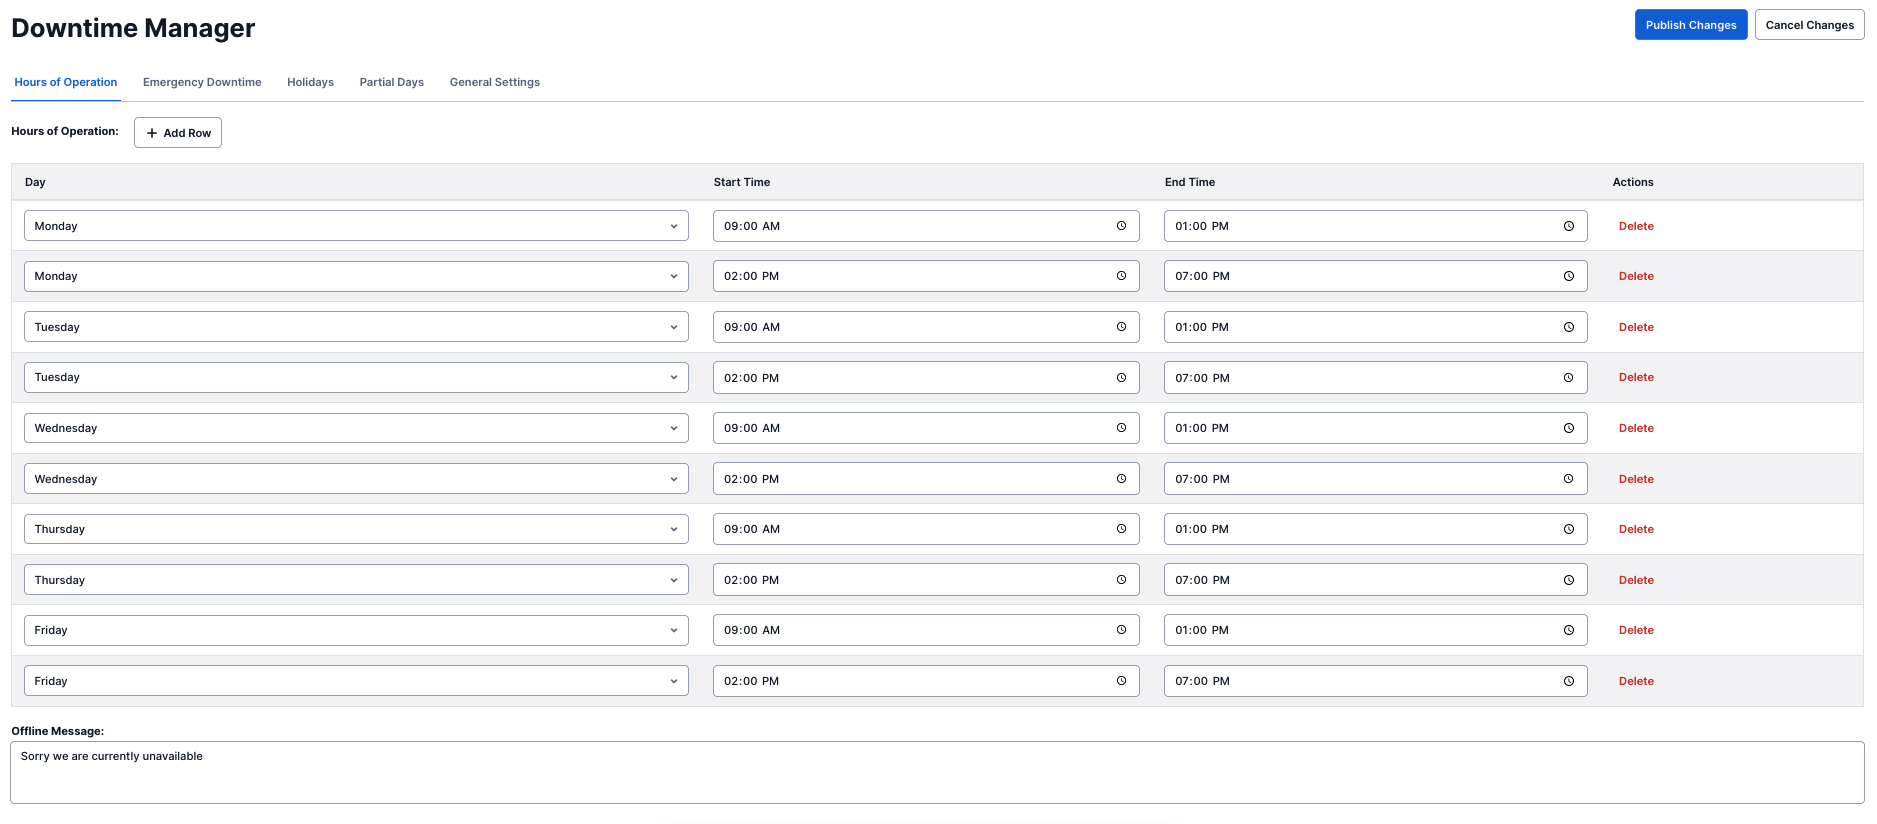 Downtime Manager
Publish Changes Cancel Changes
Hours of Operation Emergency Downtime Holidays Partial Days General Settings
Hours of Operation: + Add Row
Day Start Time End Time Actions
Monday 09:00 AM 01:00 PM Delete
Monday 02:00 PM 07:00 PM Delete
Tuesday 09:00 AM 01:00 PM Delete
Tuesday 02:00 PM 07:00 PM Delete
Wednesday 09:00 AM 01:00 PM Delete
Wednesday 02:00 PM 07:00 PM Delete
Thursday 09:00 AM 01:00 PM Delete
Thursday 02:00 PM 07:00 PM Delete
Friday 09:00 AM 01:00 PM Delete
Friday 02:00 PM 07:00 PM Delete
Offline Message:
Sorry we are currently unavailable